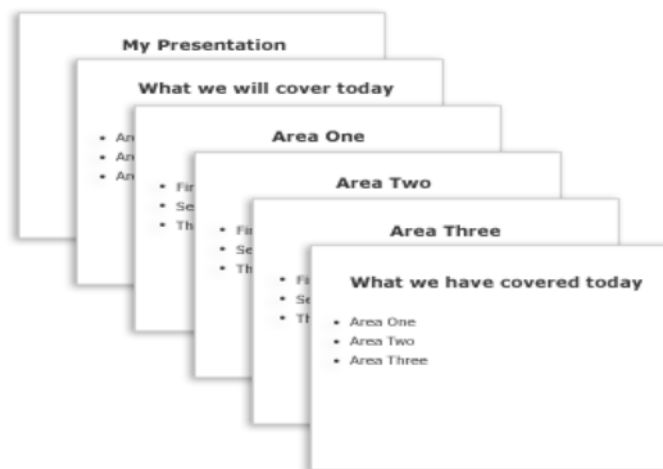 My Presentation
What we will cover today
Area One
Area Two
Area Three
What we have covered today
• Area One
• Area Two
• Area Three